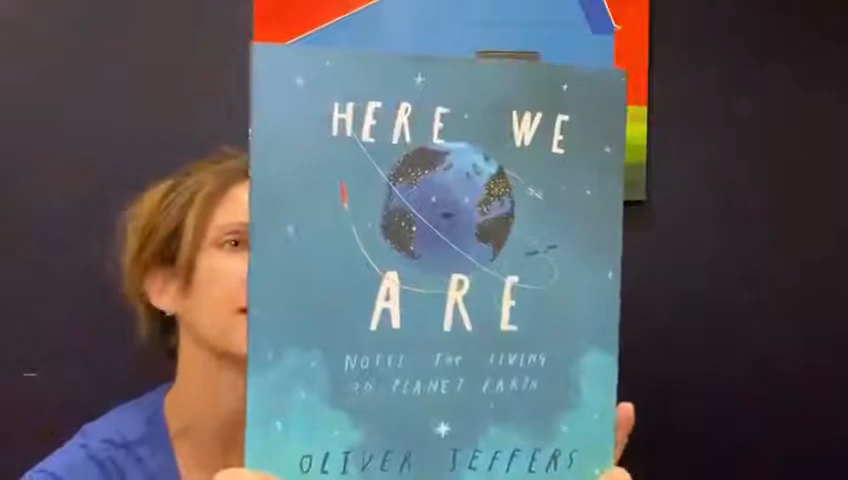 HERE WE
ARE
NOTES FOR LIVING
ON PLANET EARTH
OLIVER JEFFERS